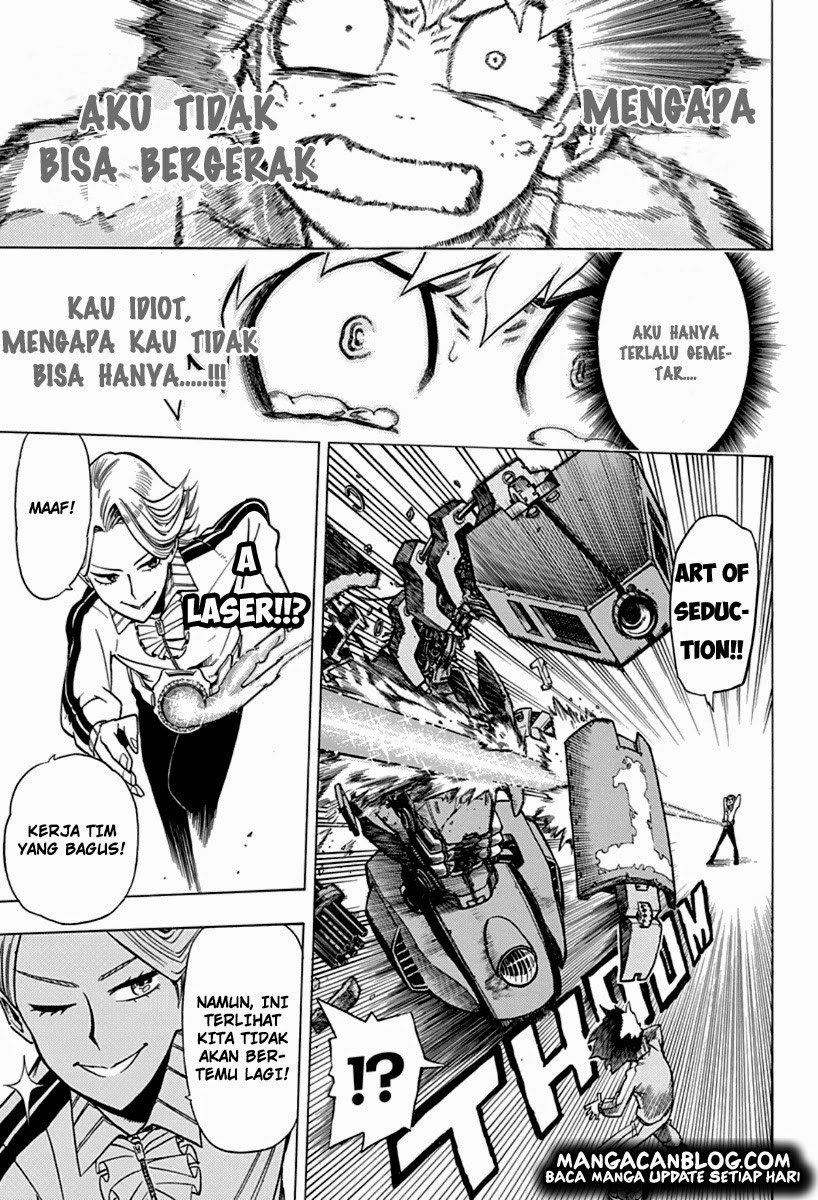 MENGAPA
AKU TIDAK
BISA BERGERAK
AKU HANYA
TERLALU GEME-
TAR....
KAU IDIOT,
MENGAPA KAU TIDAK
BISA HANYA.....!!!
ART OF
SEDUC-
TION!!
1
THOOOM
!?
MAAF!
A
LASER!!?
KERJA TIM
YANG BAGUS!
NAMUN, INI
TERLIHAT
KITA TIDAK
AKAN BER-
TEMU LAGI!
MANGACANBLOG.COM
BACA MANGA UPDATE SETIAP HARI